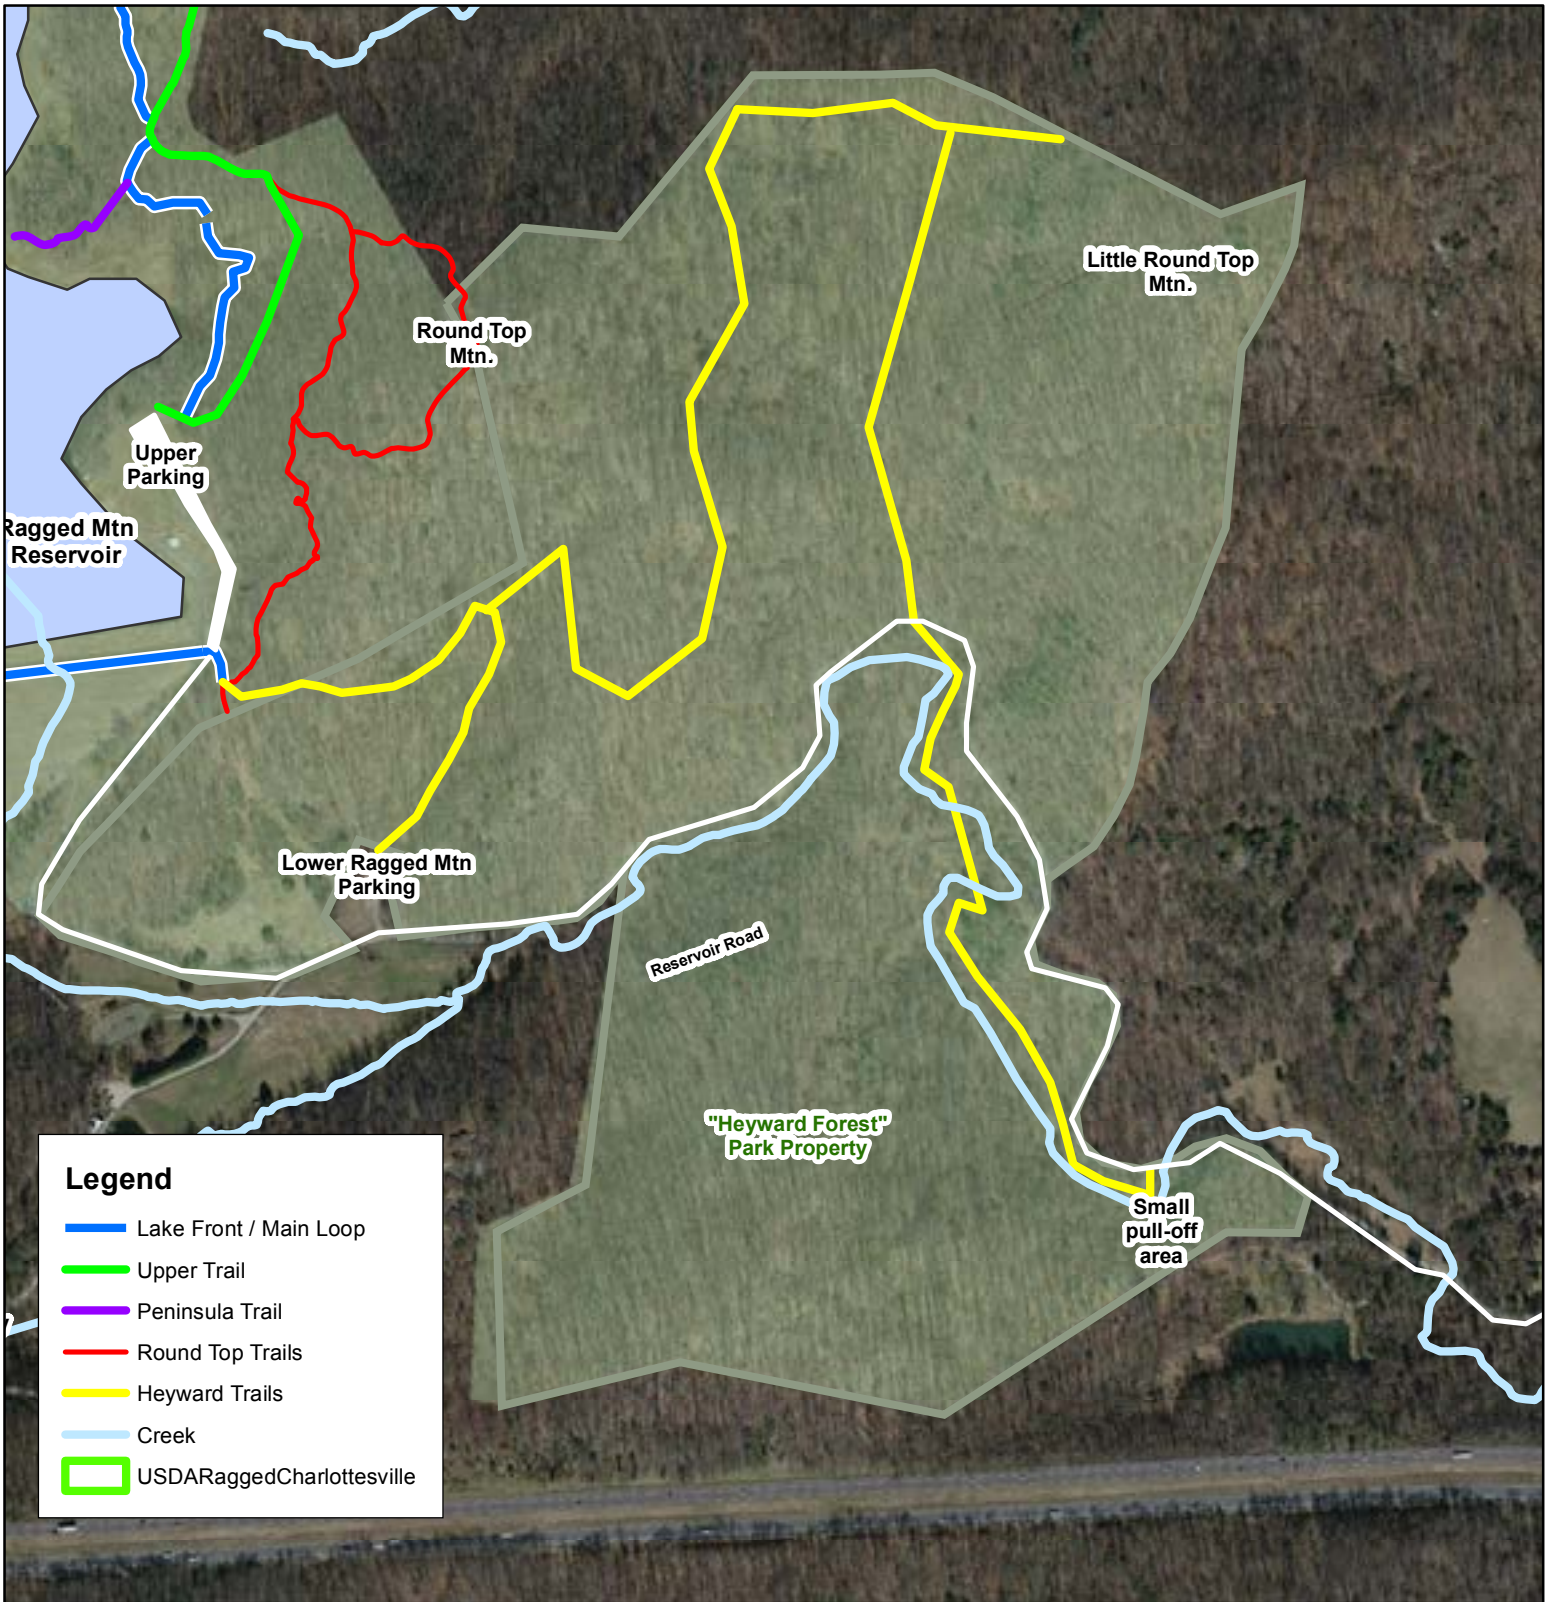 Little Round Top
Mtn.
Round Top
Mtn.
Upper
Parking
Ragged Mtn
Reservoir
Lower Ragged Mtn
Parking
Reservoir Road
"Heyward Forest"
Park Property
Small
pull-off
area
Legend
Lake Front / Main Loop
Upper Trail
Peninsula Trail
Round Top Trails
Heyward Trails
Creek
USDARaggedCharlottesville